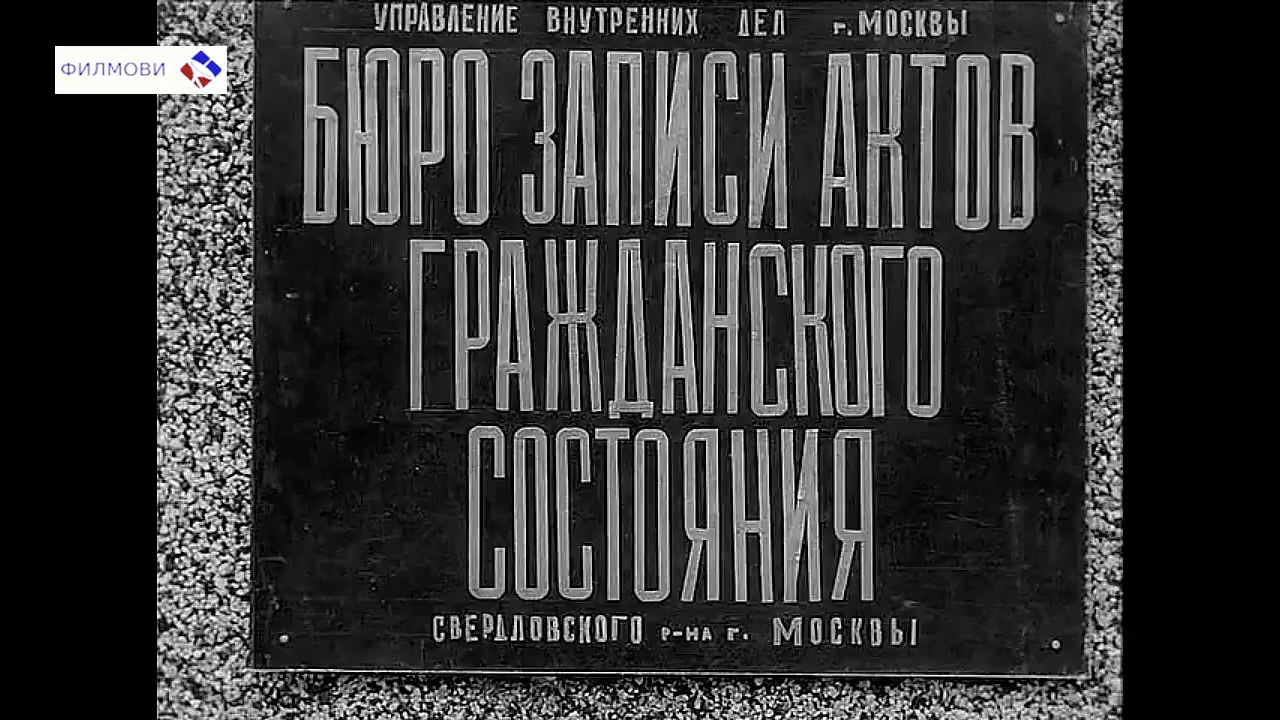 УПРАВЛЕНИЕ ВНУТРЕННИХ ДЕЛ г. МОСКВЫ
ФИЛМОВИ
БЮРО ЗАПИСИ АКТОВ
ГРАЖДАНСКОГО
СОСТОЯНИЯ
СВЕРДЛОВСКОГО Р-НА Г. МОСКВЫ